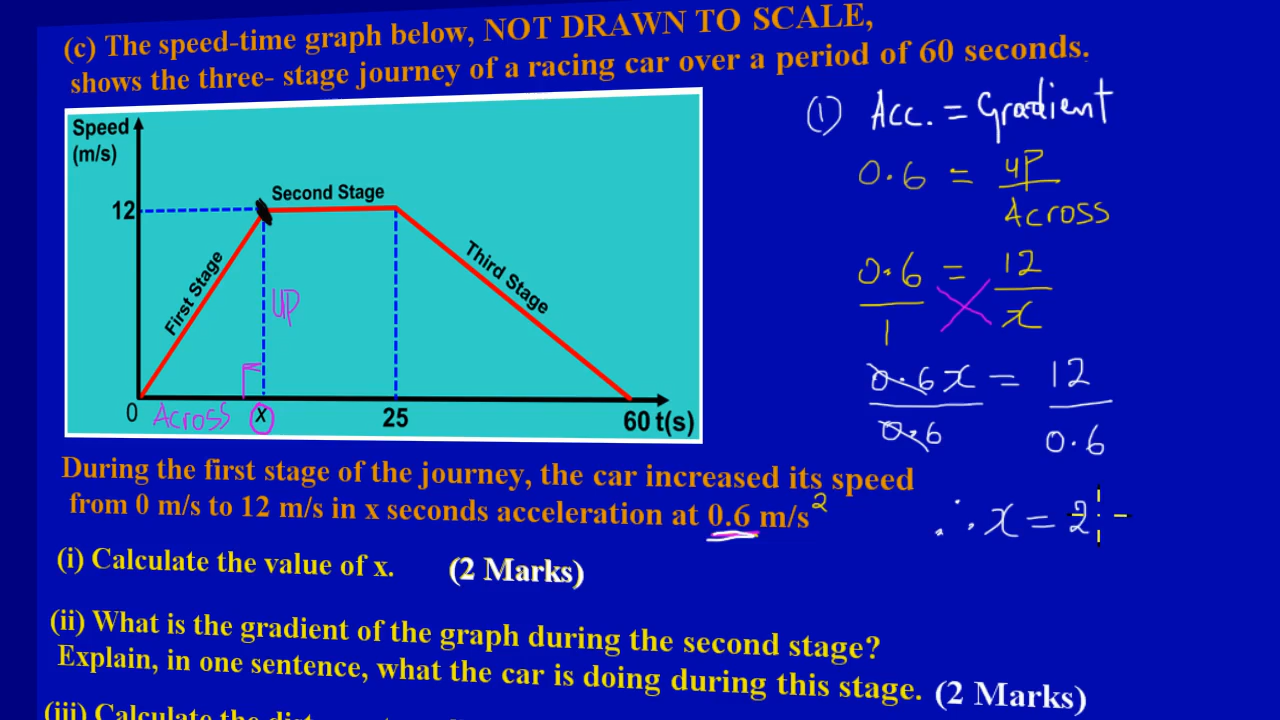 (c) The speed-time graph below, NOT DRAWN TO SCALE,
shows the three- stage journey of a racing car over a period of 60 seconds.
Speed
(m/s)
12
Second Stage
First Stage
Third Stage
UP
0
Across
x
25
60 t(s)
During the first stage of the journey, the car increased its speed
from 0 m/s to 12 m/s in x seconds acceleration at 0.6 m/s²
(i) Calculate the value of x. (2 Marks)
(ii) What is the gradient of the graph during the second stage?
Explain, in one sentence, what the car is doing during this stage. (2 Marks)
(iii) Calculate the
(1) Acc. = Gradient
0.6 = UP
Across
0.6 = 12
1 x
0.6x = 12
0.6 0.6
∴ x = 2